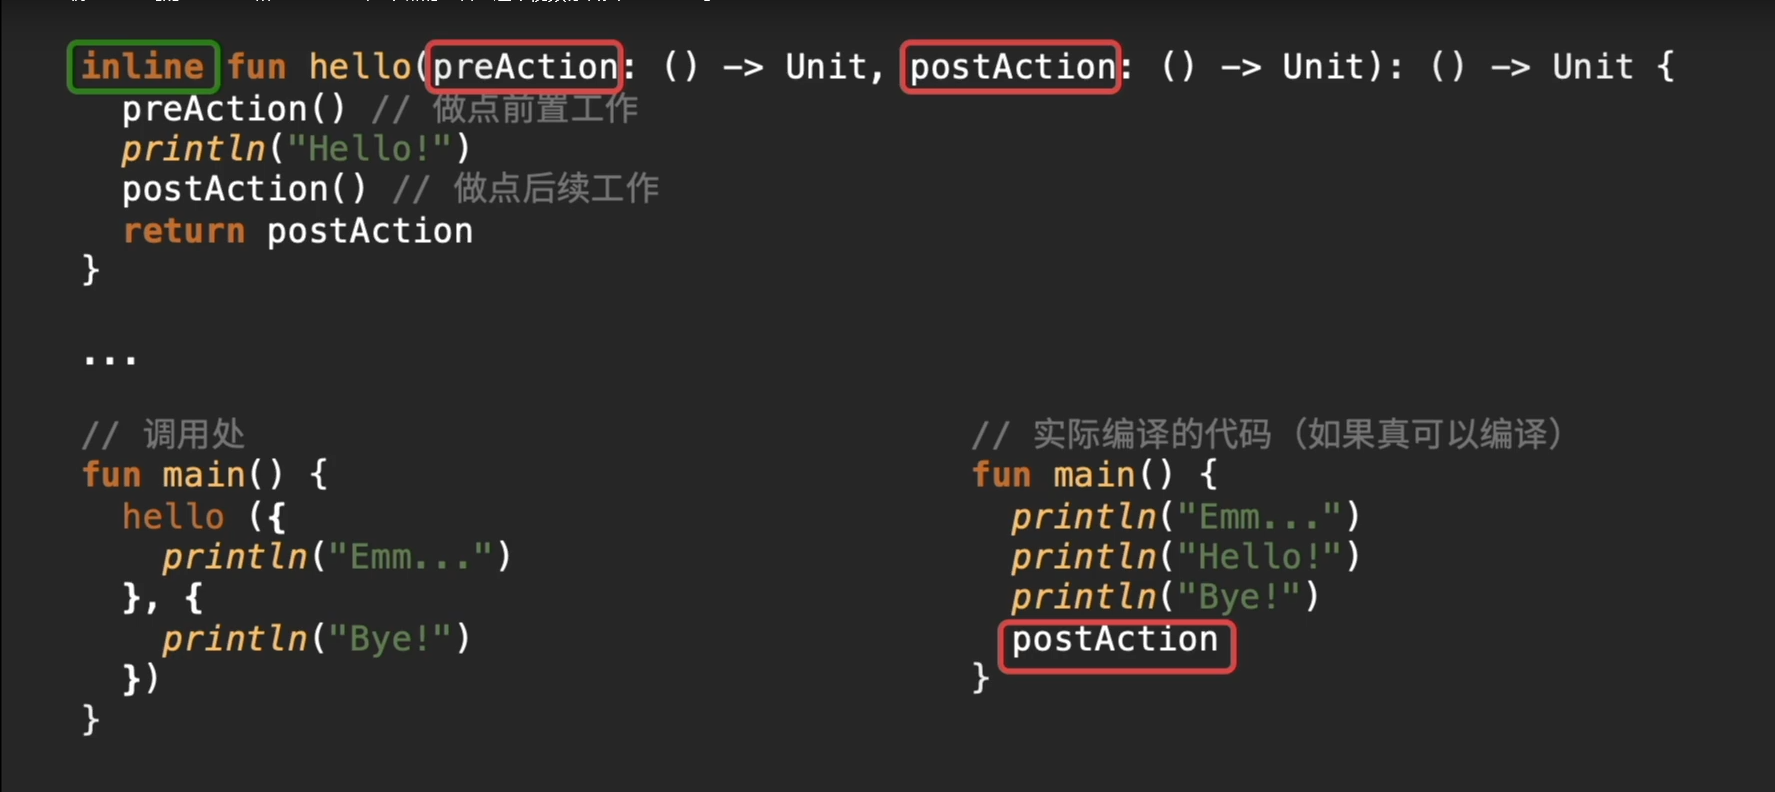 inline fun hello(preAction: () -> Unit, postAction: () -> Unit): () -> Unit {
preAction() // 做点前置工作
println("Hello!")
postAction() // 做点后续工作
return postAction
}
...
// 调用处
fun main() {
hello ({
println("Emm...")
}, {
println("Bye!")
})
}
// 实际编译的代码（如果真可以编译）
fun main() {
println("Emm...")
println("Hello!")
println("Bye!")
postAction
}